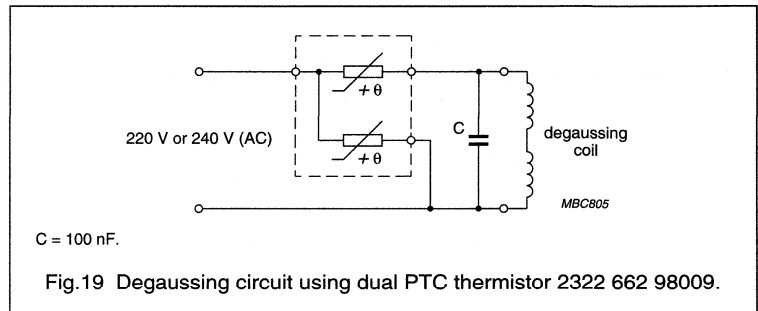 + θ
220 V or 240 V (AC)
+ θ
C
degaussing
coil
MBC805
C = 100 nF.
Fig.19 Degaussing circuit using dual PTC thermistor 2322 662 98009.